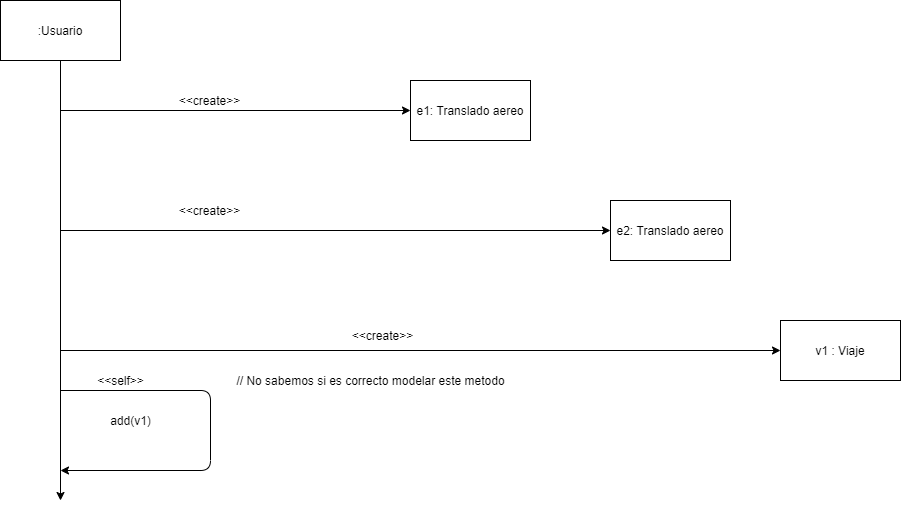 :Usuario
<<create>>
e1: Translado aereo
<<create>>
e2: Translado aereo
<<create>>
v1 : Viaje
<<self>>
// No sabemos si es correcto modelar este metodo
add(v1)